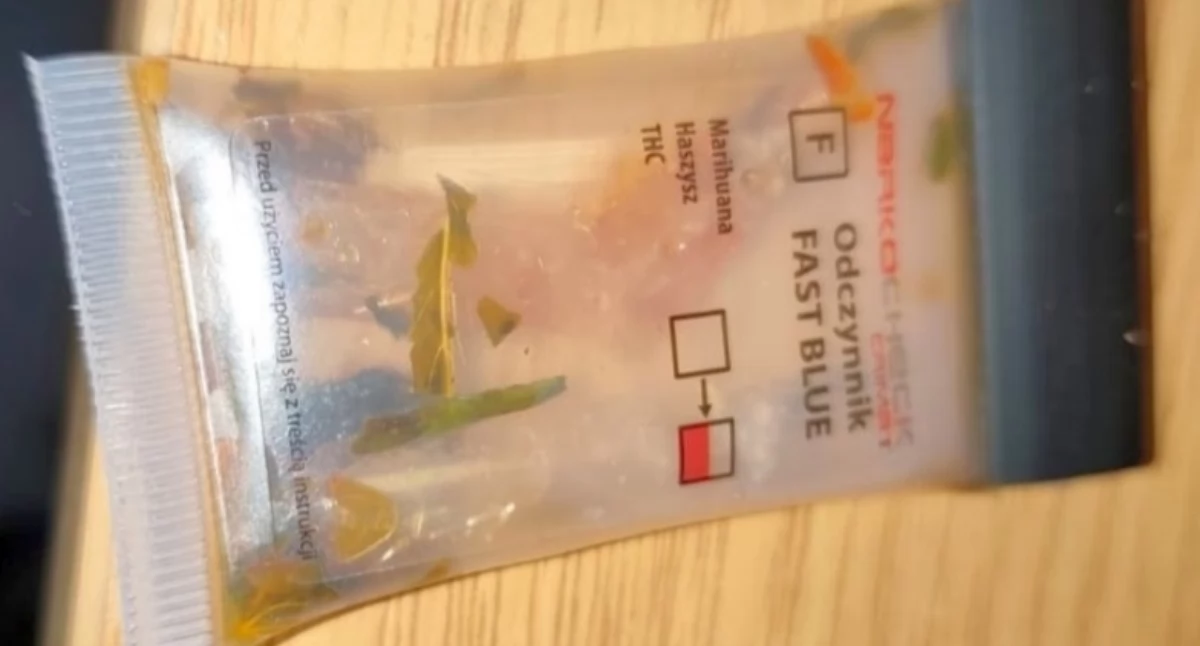 NARKOCHECK
F
Odczynnik
FAST BLUE
Marihuana
Haszysz
THC
Przed użyciem zapoznaj się z treścią instrukcji